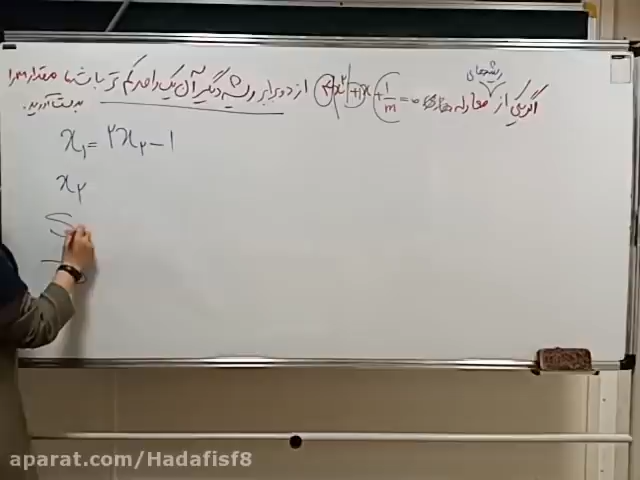 اگر یکی از ریشه‌های معادله از دو برابر ریشه دیگر آن یک واحد کم تر باشد مقدار m را
بدست آورید.
x₁ = ۲x₂ - ۱
x₂
S
aparat.com/Hadafisf8